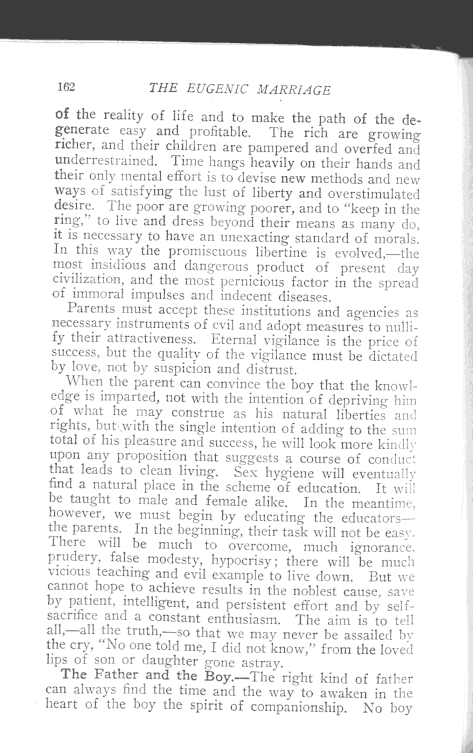 162 THE EUGENIC MARRIAGE
of the reality of life and to make the path of the de-
generate easy and profitable. The rich are growing
richer, and their children are pampered and overfed and
underrestrained. Time hangs heavily on their hands and
their only mental effort is to devise new methods and new
ways of satisfying the lust of liberty and overstimulated
desire. The poor are growing poorer, and to “keep in the
ring,” to live and dress beyond their means as many do,
it is necessary to have an unexacting standard of morals.
In this way the promiscuous libertine is evolved,—the
most insidious and dangerous product of present day
civilization, and the most pernicious factor in the spread
of immoral impulses and indecent diseases.
Parents must accept these institutions and agencies as
necessary instruments of evil and adopt measures to nulli-
fy their attractiveness. Eternal vigilance is the price of
success, but the quality of the vigilance must be dictated
by love, not by suspicion and distrust.
When the parent can convince the boy that the knowl-
edge is imparted, not with the intention of depriving him
of what he may construe as his natural liberties and
rights, but with the single intention of adding to the sum
total of his pleasure and success, he will look more kindly
upon any proposition that suggests a course of conduct
that leads to clean living. Sex hygiene will eventually
find a natural place in the scheme of education. It will
be taught to male and female alike. In the meantime,
however, we must begin by educating the educators—
the parents. In the beginning, their task will not be easy.
There will be much to overcome, much ignorance,
prudery, false modesty, hypocrisy; there will be much
vicious teaching and evil example to live down. But we
cannot hope to achieve results in the noblest cause, save
by patient, intelligent, and persistent effort and by self-
sacrifice and a constant enthusiasm. The aim is to tell
all,—all the truth,—so that we may never be assailed by
the cry, “No one told me, I did not know,” from the loved
lips of son or daughter gone astray.
The Father and the Boy.—The right kind of father
can always find the time and the way to awaken in the
heart of the boy the spirit of companionship. No boy